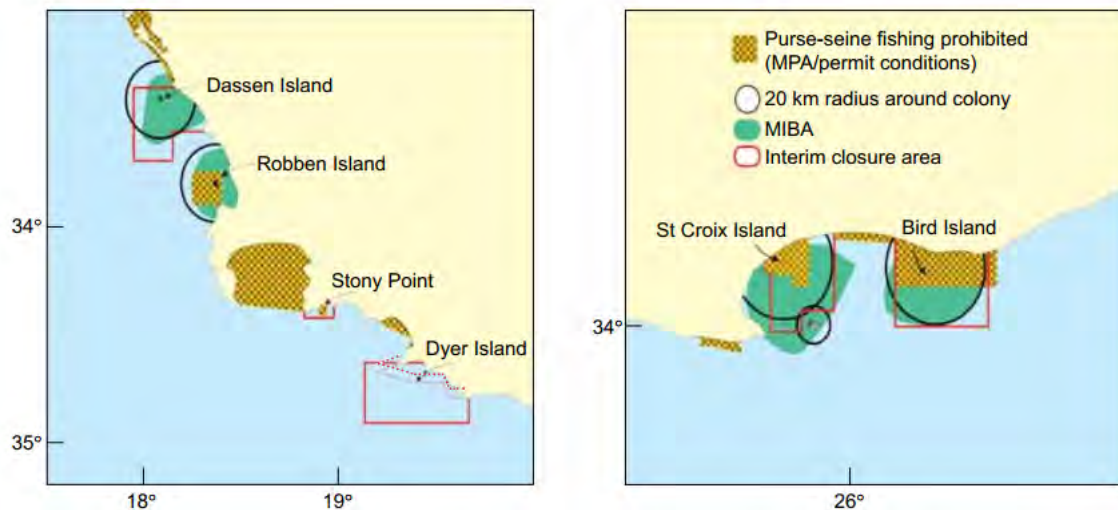 Dassen Island
Robben Island
34°
Stony Point
Dyer Island
35°
18° 19°
Purse-seine fishing prohibited
(MPA/permit conditions)
20 km radius around colony
MIBA
Interim closure area
St Croix Island
Bird Island
34°
26°